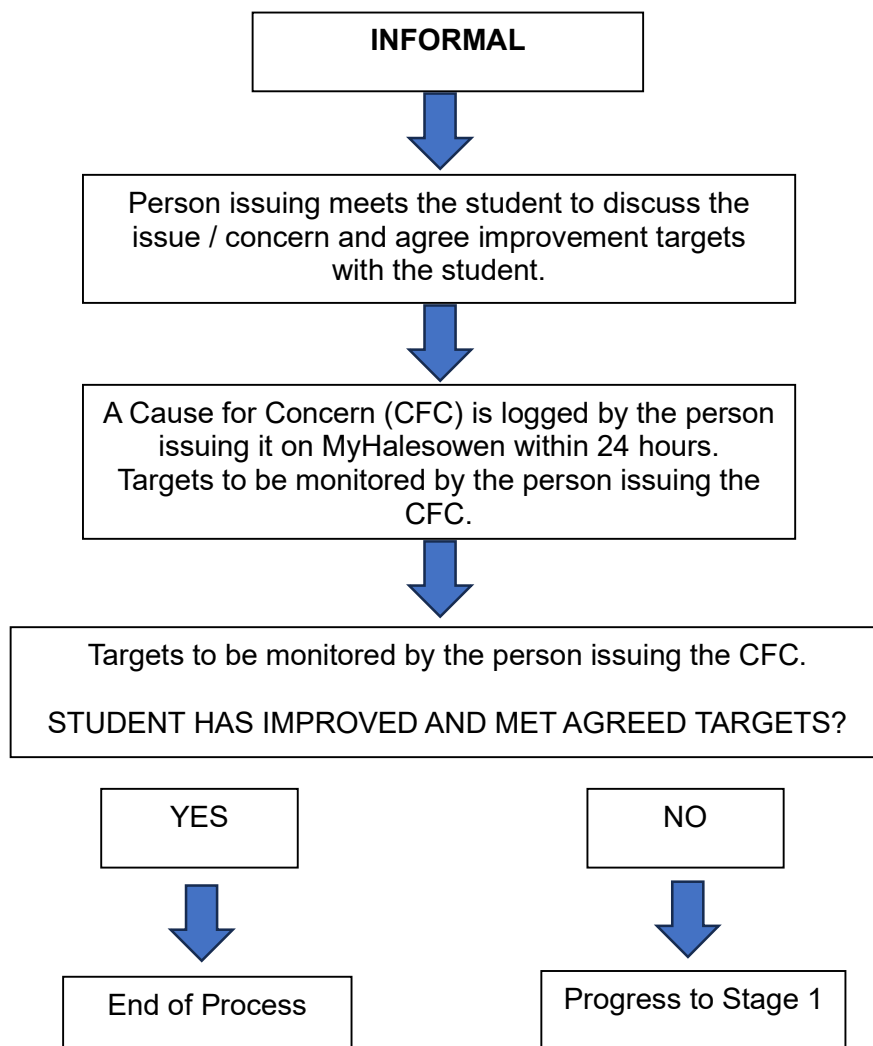 INFORMAL
Person issuing meets the student to discuss the
issue / concern and agree improvement targets
with the student.
A Cause for Concern (CFC) is logged by the person
issuing it on MyHalesowen within 24 hours.
Targets to be monitored by the person issuing the
CFC.
Targets to be monitored by the person issuing the CFC.
STUDENT HAS IMPROVED AND MET AGREED TARGETS?
YES
NO
End of Process
Progress to Stage 1